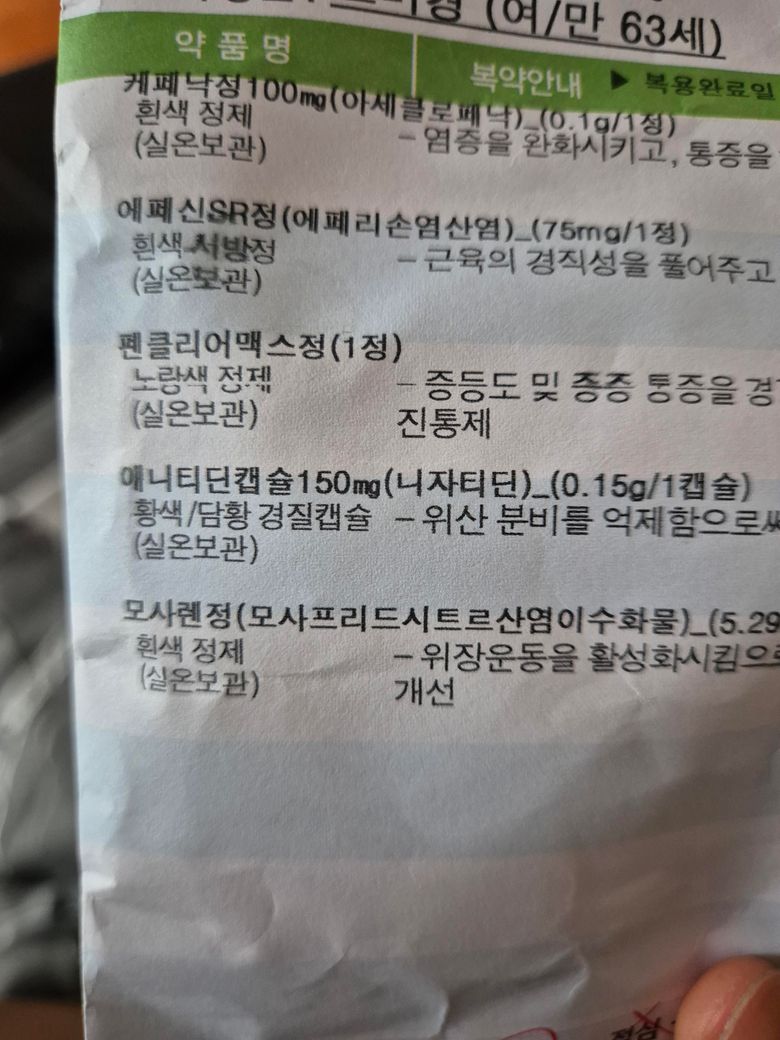 (여/만 63세)
약 품 명
복약안내 ▶ 복용완료일
케페낙정100㎎(아세클로페낙)_(0.1g/1정)
흰색 정제
(실온보관)
– 염증을 완화시키고, 통증을
에페신SR정(에페리손염산염)_(75mg/1정)
흰색 서방정
(실온보관)
– 근육의 경직성을 풀어주고
펜클리어맥스정(1정)
노랑색 정제
(실온보관)
– 중등도 및 중증 통증을
진통제
애니티딘캡슐150㎎(니자티딘)_(0.15g/1캡슐)
황색/담황 경질캡슐
(실온보관)
– 위산 분비를 억제함으로써
모사렌정(모사프리드시트르산염이수화물)_(5.29
흰색 정제
(실온보관)
– 위장운동을 활성화시킴으로
개선
점심